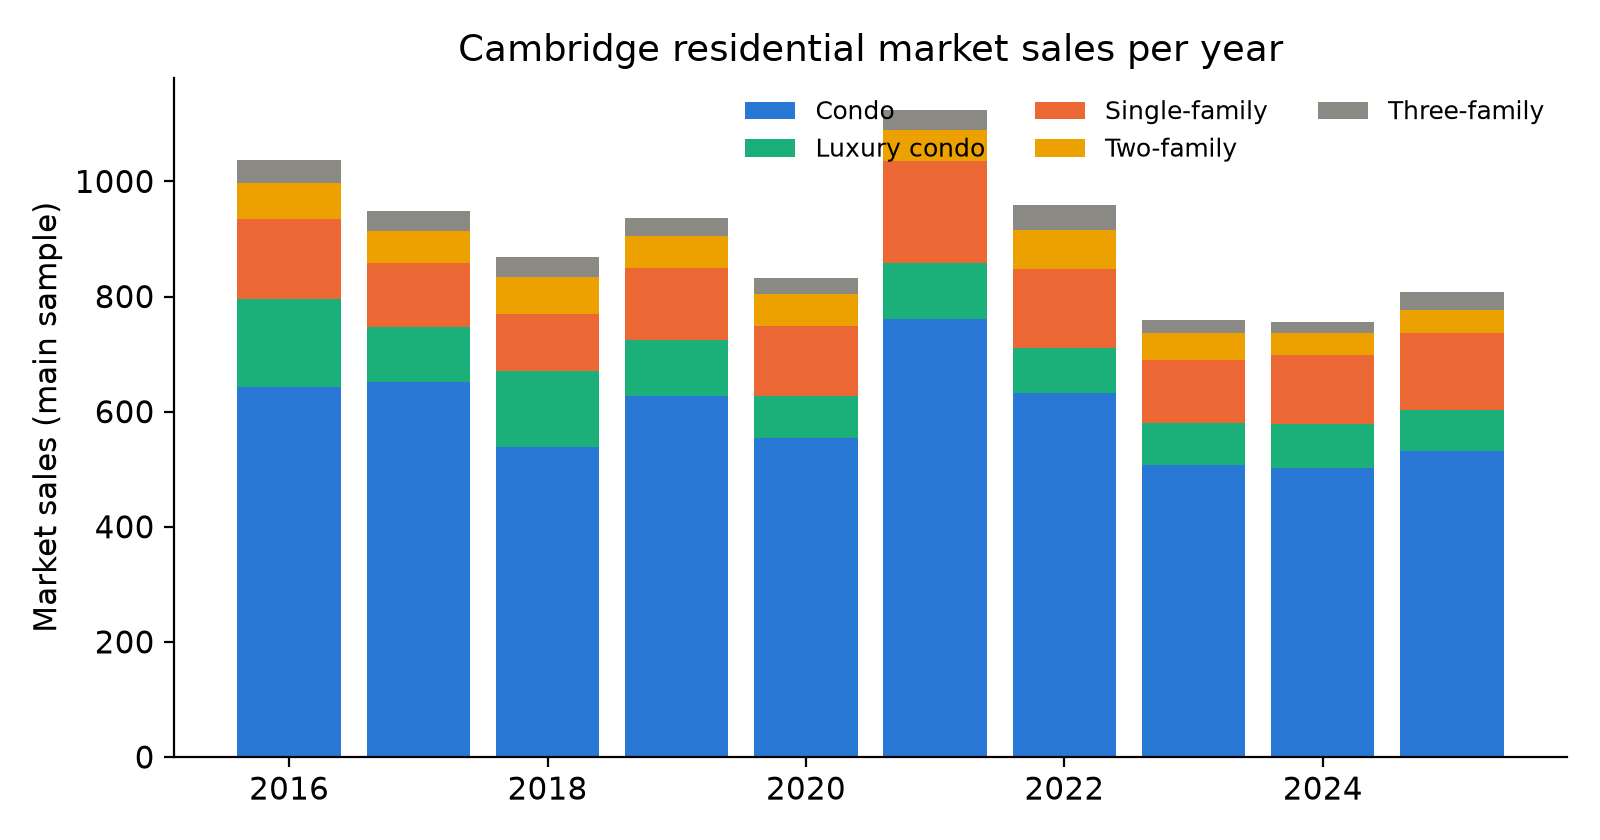 Cambridge residential market sales per year
Condo
Luxury condo
Single-family
Two-family
Three-family
Market sales (main sample)
1000
800
600
400
200
0
2016 2018 2020 2022 2024